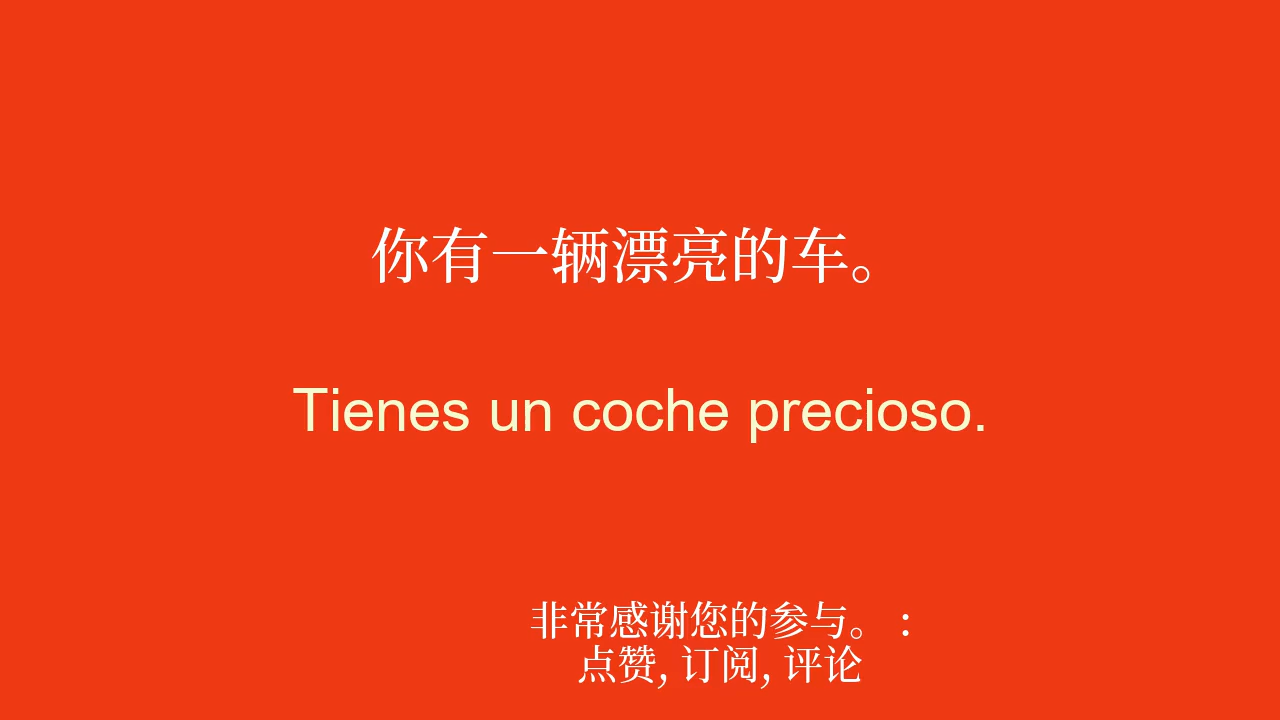 你有一辆漂亮的车。
Tienes un coche precioso.
非常感谢您的参与。 :
点赞, 订阅, 评论